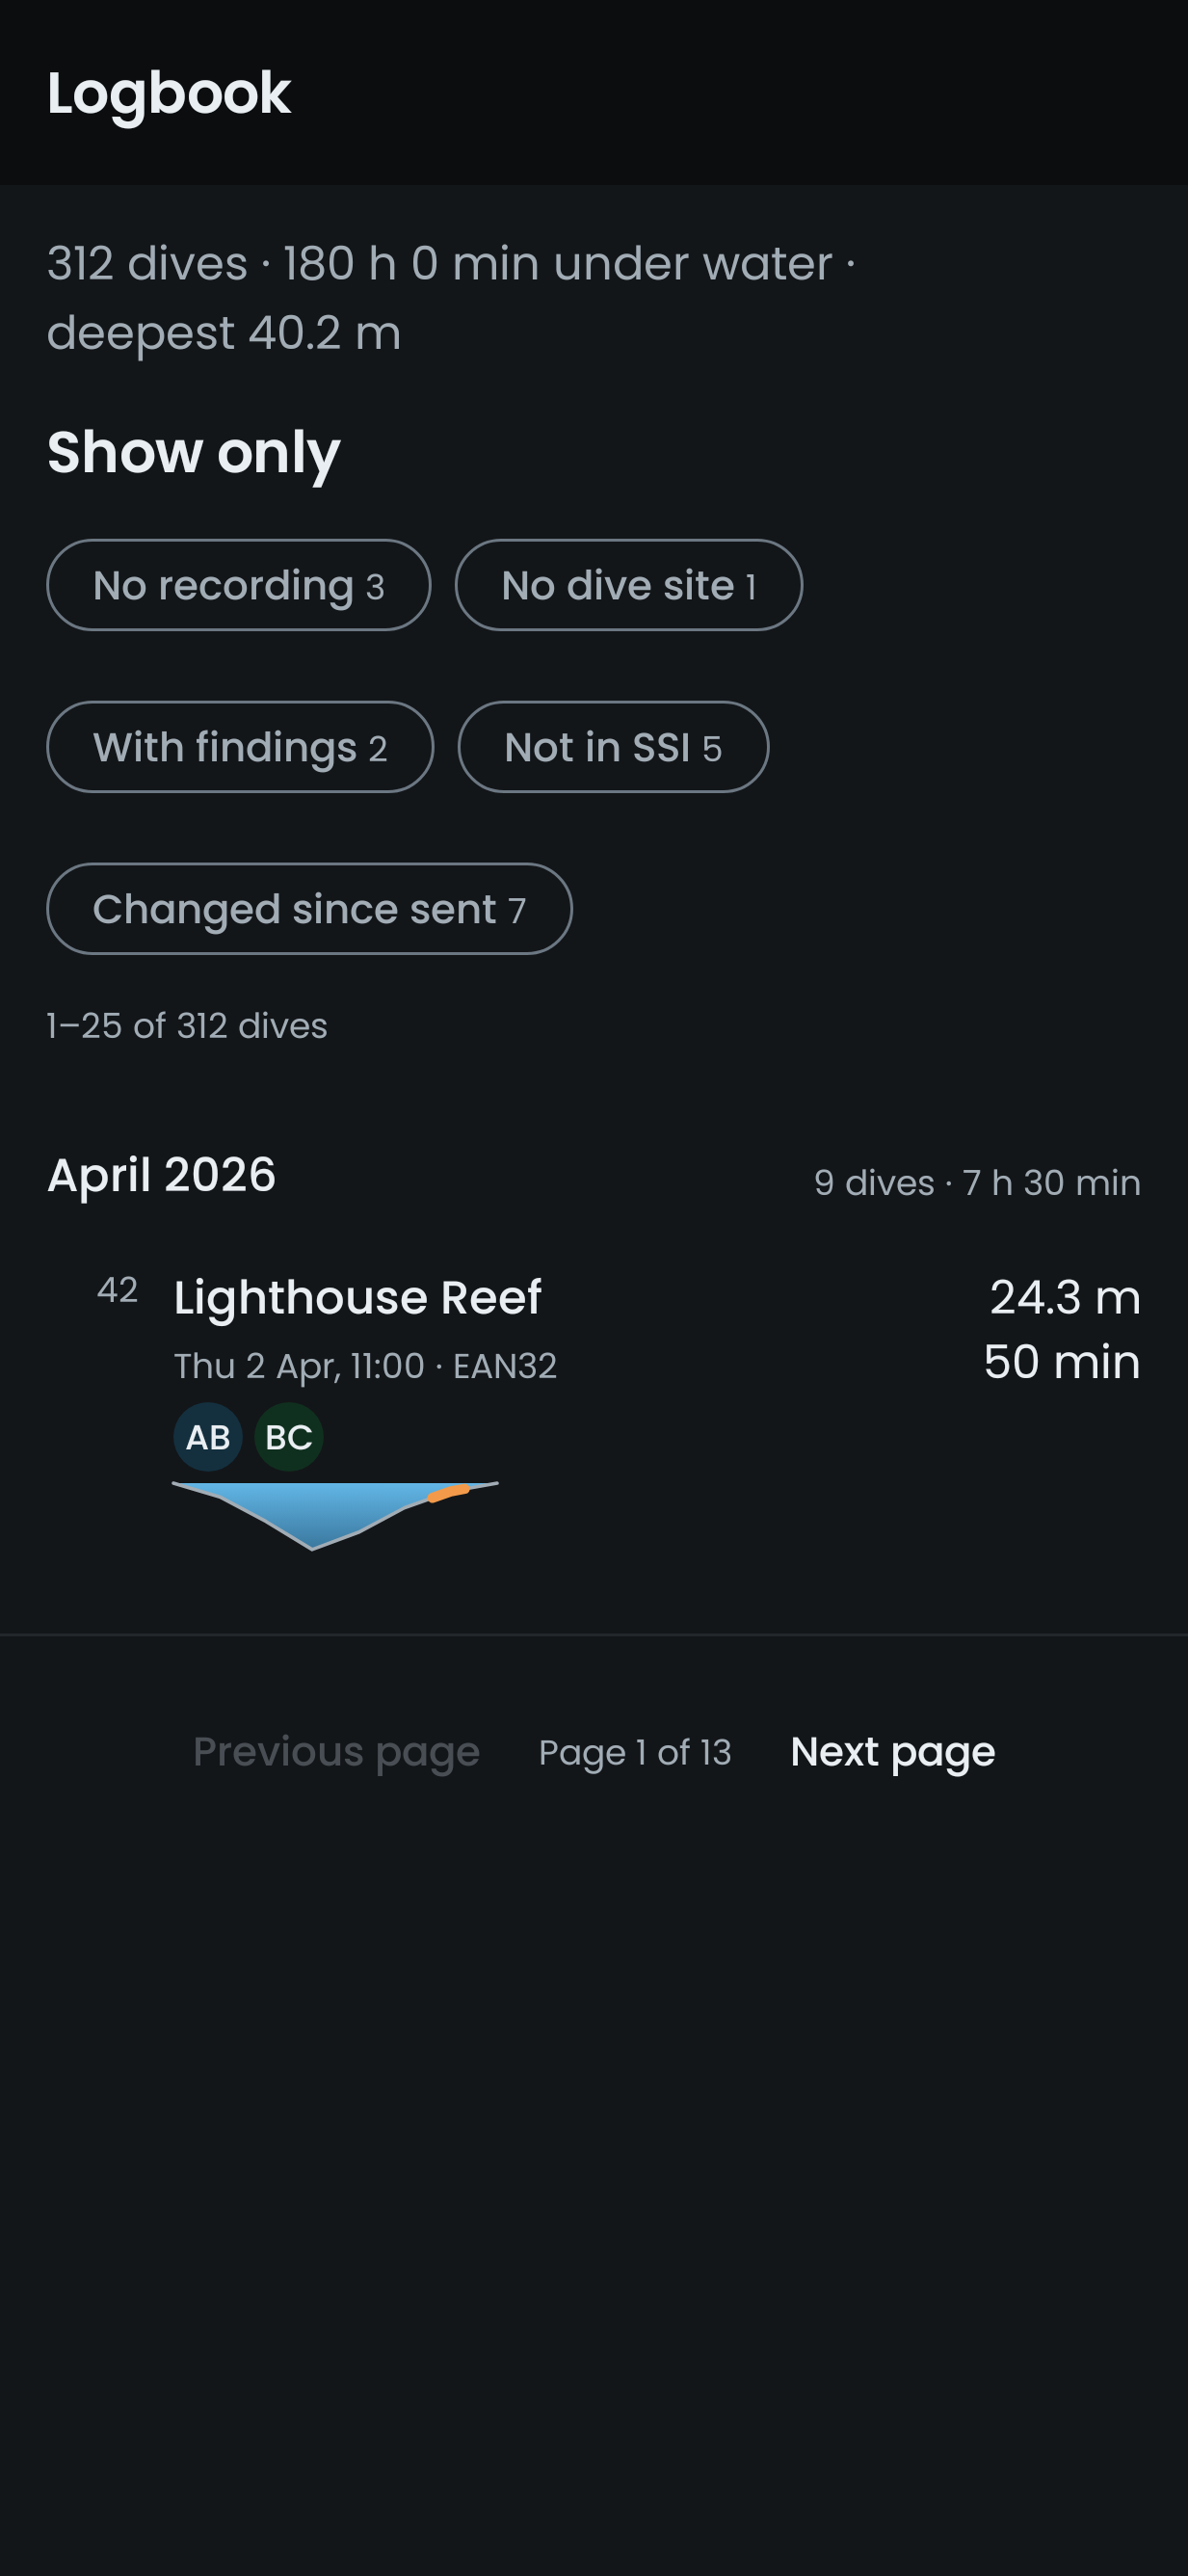 Logbook
312 dives · 180 h 0 min under water ·
deepest 40.2 m
Show only
No recording 3
No dive site 1
With findings 2
Not in SSI 5
Changed since sent 7
1–25 of 312 dives
April 2026
9 dives · 7 h 30 min
42
Lighthouse Reef
24.3 m
Thu 2 Apr, 11:00 · EAN32
50 min
AB
BC
Previous page
Page 1 of 13
Next page